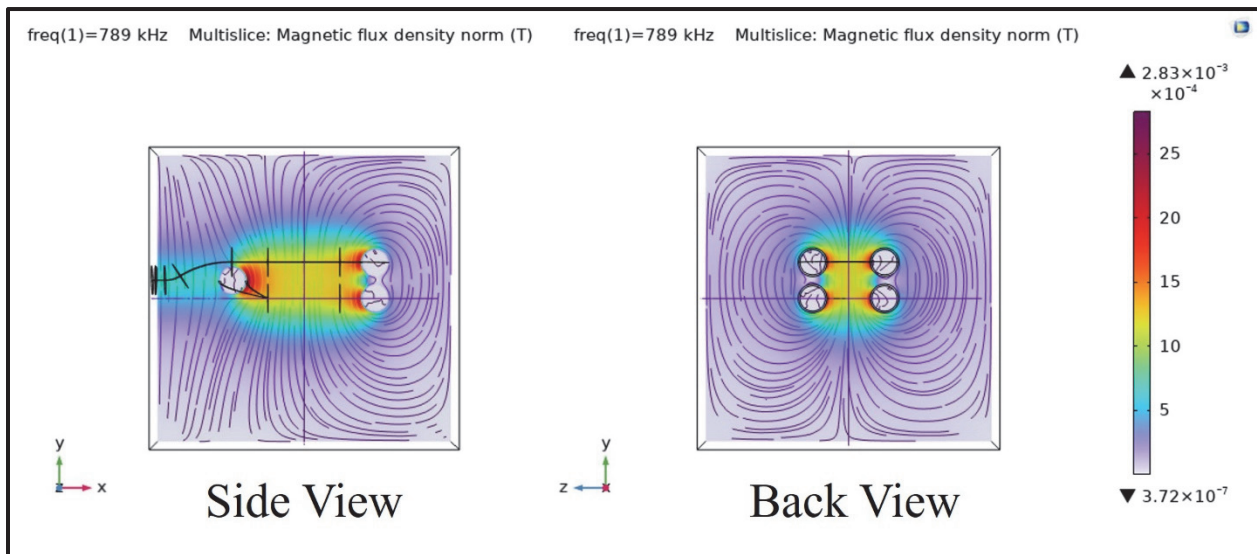 freq(1)=789 kHz Multislice: Magnetic flux density norm (T) freq(1)=789 kHz Multislice: Magnetic flux density norm (T)
▲ 2.83×10⁻³
×10⁻⁴
25
20
15
10
5
▼ 3.72×10⁻⁷
y
z x
Side View
y
z x
Back View